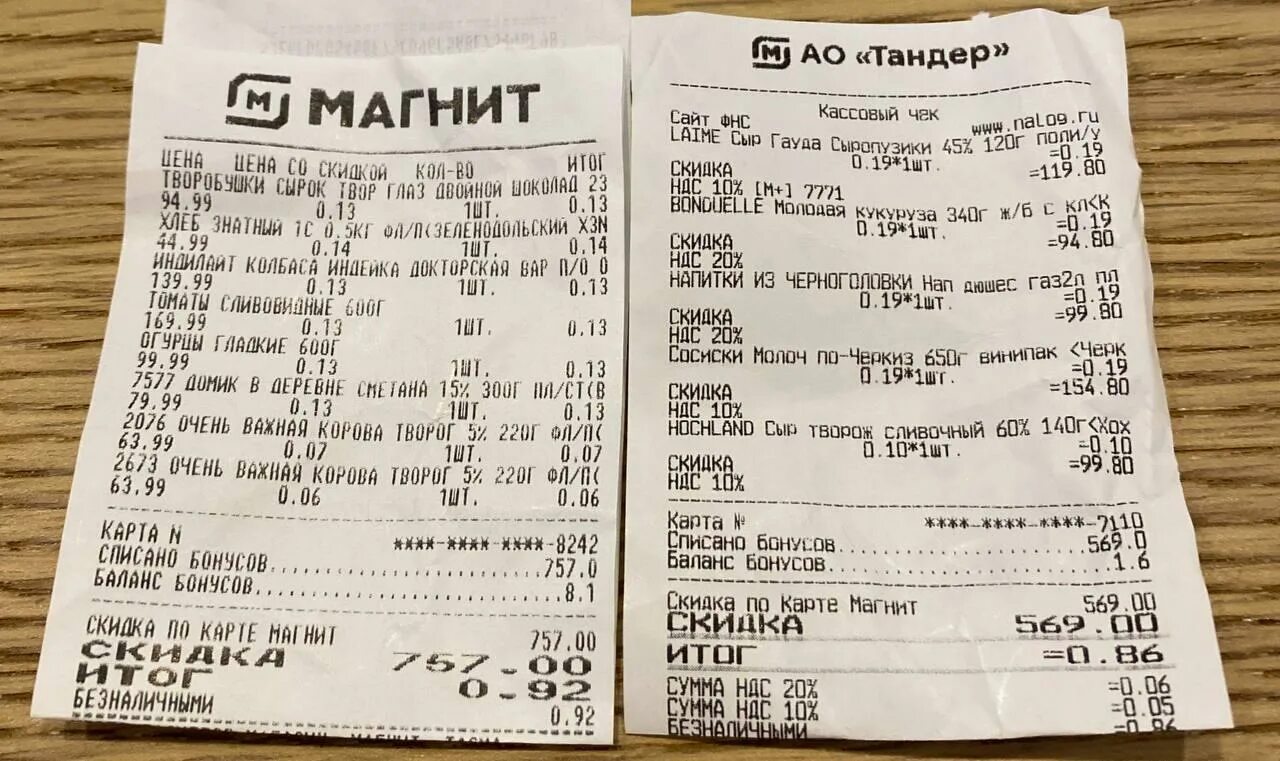 МАГНИТ
ЦЕНА ЦЕНА СО СКИДКОЙ КОЛ-ВО ИТОГ
ТВОРОБУШКИ СЫРОК ТВОР ГЛАЗ ДВОЙНОЙ ШОКОЛАД 23
94.99 0.13 1ШТ. 0.13
ХЛЕБ ЗНАТНЫЙ 1С 0.5КГ ФЛ/П(ЗЕЛЕНОДОЛЬСКИЙ ХЗN
44.99 0.14 1ШТ. 0.14
ИНДИЛАЙТ КОЛБАСА ИНДЕЙКА ДОКТОРСКАЯ ВАР П/О 0
139.99 0.13 1ШТ. 0.13
ТОМАТЫ СЛИВОВИДНЫЕ 600Г
169.99 0.13 1ШТ. 0.13
ОГУРЦЫ ГЛАДКИЕ 600Г
99.99 0.13 1ШТ. 0.13
7577 ДОМИК В ДЕРЕВНЕ СМЕТАНА 15% 300Г ПЛ/СТ(В
79.99 0.13 1ШТ. 0.13
2076 ОЧЕНЬ ВАЖНАЯ КОРОВА ТВОРОГ 5% 220Г ФЛ/П(
63.99 0.07 1ШТ. 0.07
2673 ОЧЕНЬ ВАЖНАЯ КОРОВА ТВОРОГ 5% 220Г ФЛ/П(
63.99 0.06 1ШТ. 0.06
КАРТА N ****-****-****-8242
СПИСАНО БОНУСОВ..................757.0
БАЛАНС БОНУСОВ....................8.1
СКИДКА ПО КАРТЕ МАГНИТ 757.00
СКИДКА 757.00
ИТОГ 0.92
БЕЗНАЛИЧНЫМИ 0.92
М АО «Тандер»
Кассовый чек
Сайт ФНС www.nalog.ru
LAIME Сыр Гауда Сыропузики 45% 120г поли/у
0.19*1шт. =0.19
СКИДКА =119.80
НДС 10% [М+] 7771
BONDUELLE Молодая кукуруза 340г ж/б с кл<К
0.19*1шт. =0.19
СКИДКА =94.80
НДС 20%
НАПИТКИ ИЗ ЧЕРНОГОЛОВКИ Нап дюшес газ2л пл
0.19*1шт. =0.19
СКИДКА =99.80
НДС 20%
Сосиски Молоч по-Черкиз 650г винипак <Черк
0.19*1шт. =0.19
СКИДКА =154.80
НДС 10%
HOCHLAND Сыр творож сливочный 60% 140г<Хох
0.10*1шт. =0.10
СКИДКА =99.80
НДС 10%
Карта № ****-****-****-7110
Списано бонусов..................569.0
Баланс бонусов.....................1.6
Скидка по Карте Магнит 569.00
СКИДКА 569.00
ИТОГ =0.86
СУММА НДС 20% =0.06
СУММА НДС 10% =0.05
БЕЗНАЛИЧНЫМИ =0.86